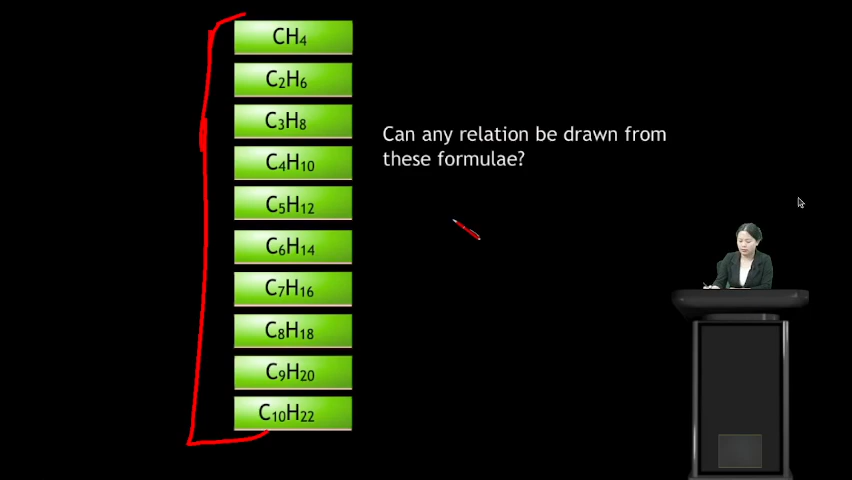 CH₄
C₂H₆
C₃H₈
C₄H₁₀
C₅H₁₂
C₆H₁₄
C₇H₁₆
C₈H₁₈
C₉H₂₀
C₁₀H₂₂
Can any relation be drawn from
these formulae?